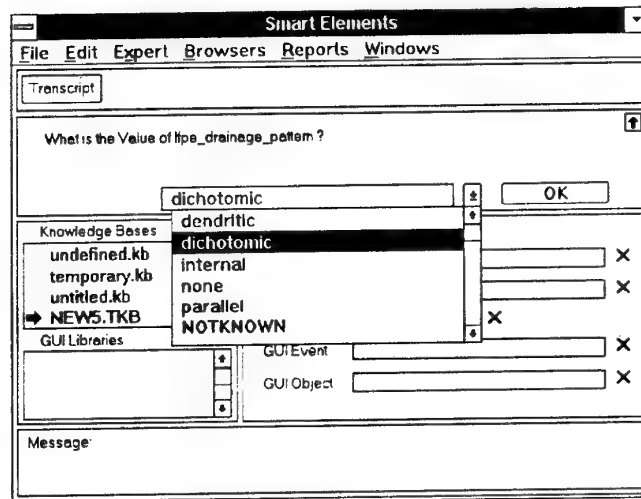 Smart Elements
File Edit Expert Browsers Reports Windows
Transcript
What is the Value of ltpe_drainage_pattern ?
dichotomic
OK
dendritic
dichotomic
internal
none
parallel
NOTKNOWN
Knowledge Bases
undefined.kb
temporary.kb
untitled.kb
NEW5.TKB
GUI Libraries
GUI Event
GUI Object
Message: